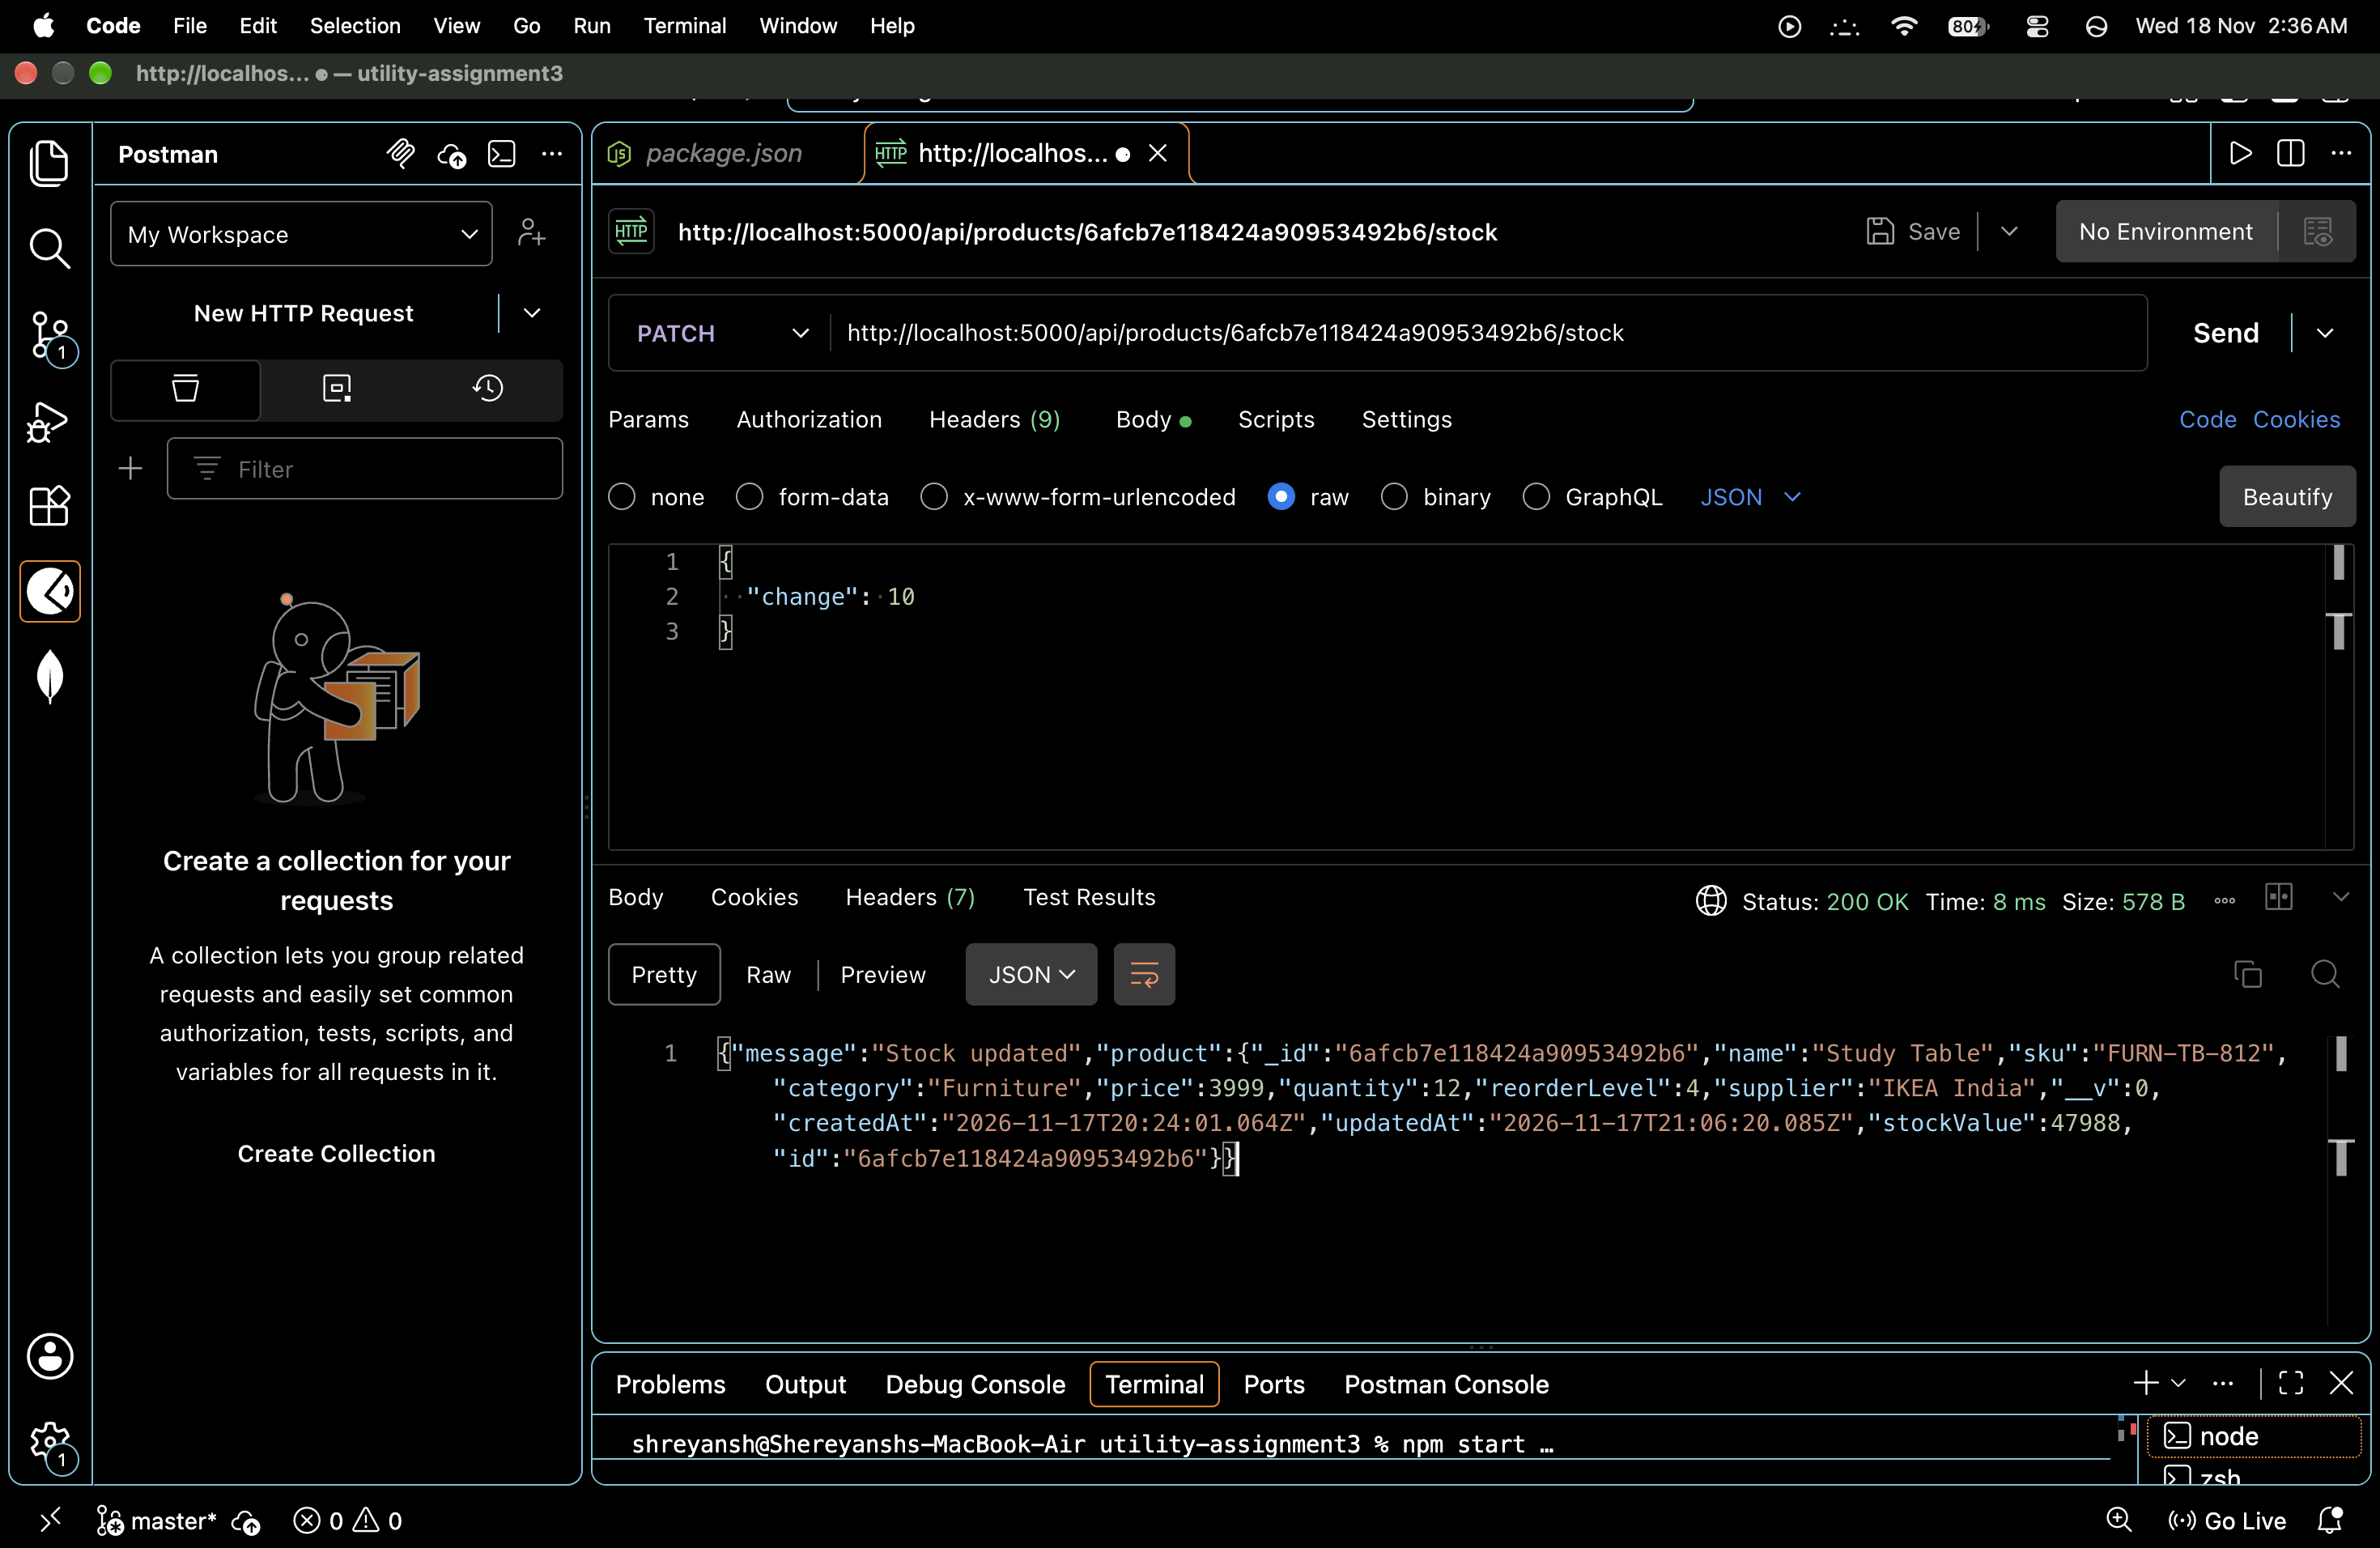 Code File Edit Selection View Go Run Terminal Window Help 80 Wed 18 Nov 2:36 AM
http://localhos... ● — utility-assignment3
Postman
package.json
HTTP http://localhos...
My Workspace
HTTP http://localhost:5000/api/products/6afcb7e118424a90953492b6/stock Save No Environment
New HTTP Request
PATCH http://localhost:5000/api/products/6afcb7e118424a90953492b6/stock Send
Params Authorization Headers (9) Body Scripts Settings Code Cookies
Filter
none form-data x-www-form-urlencoded raw binary GraphQL JSON Beautify
1 {
2 "change": 10
3 }
Create a collection for your
requests
A collection lets you group related
requests and easily set common
authorization, tests, scripts, and
variables for all requests in it.
Create Collection
Body Cookies Headers (7) Test Results Status: 200 OK Time: 8 ms Size: 578 B
Pretty Raw Preview JSON
1 {"message":"Stock updated","product":{"_id":"6afcb7e118424a90953492b6","name":"Study Table","sku":"FURN-TB-812",
"category":"Furniture","price":3999,"quantity":12,"reorderLevel":4,"supplier":"IKEA India","__v":0,
"createdAt":"2026-11-17T20:24:01.064Z","updatedAt":"2026-11-17T21:06:20.085Z","stockValue":47988,
"id":"6afcb7e118424a90953492b6"}}
Problems Output Debug Console Terminal Ports Postman Console
shreyansh@Shereyanshs-MacBook-Air utility-assignment3 % npm start …
node
zsh
1
1
master* 0 0 Go Live